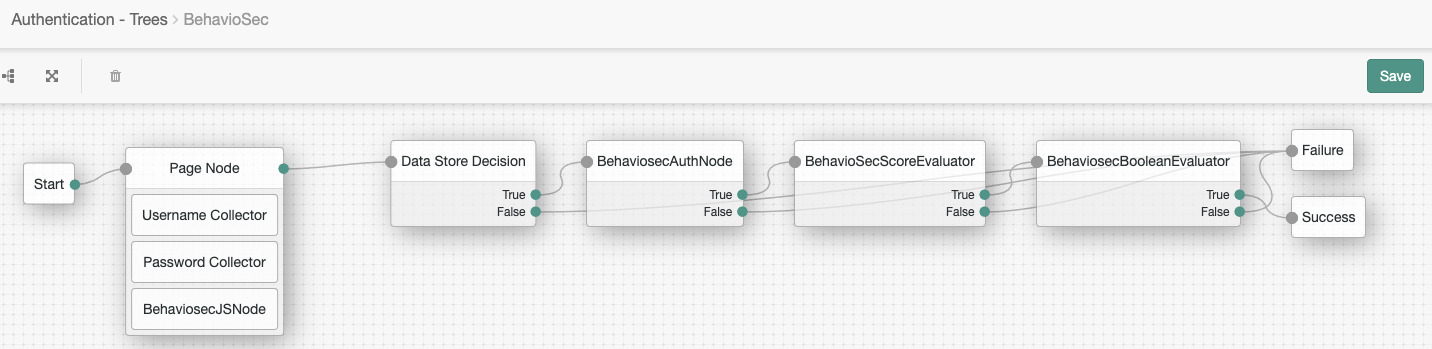 Authentication - Trees > BehavioSec
Save
Start
Page Node
Username Collector
Password Collector
BehaviosecJSNode
Data Store Decision
True
False
BehaviosecAuthNode
True
False
BehavioSecScoreEvaluator
True
False
BehaviosecBooleanEvaluator
True
False
Failure
Success